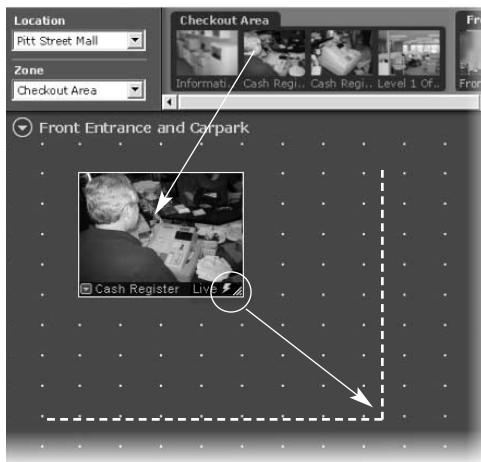 Location
Pitt Street Mall
Zone
Checkout Area
Checkout Area
Fr
Informati..
Cash Regi..
Cash Regi..
Level 1 Of..
Fron
Front Entrance and Carpark
Cash Register
Live